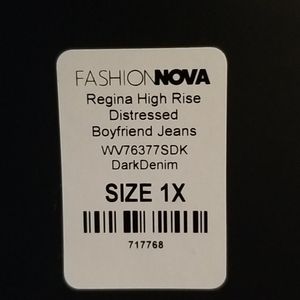 FASHIONNOVA
Regina High Rise
Distressed
Boyfriend Jeans
WV76377SDK
DarkDenim
SIZE 1X
717768